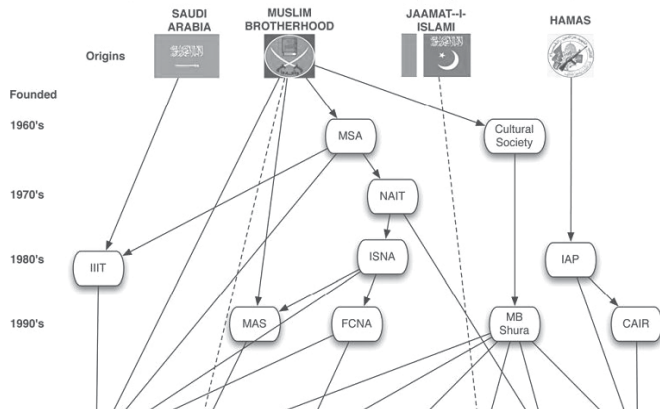 SAUDI
ARABIA
MUSLIM
BROTHERHOOD
JAAMAT--I-
ISLAMI
HAMAS
Origins
Founded
1960's
MSA
Cultural
Society
1970's
NAIT
1980's
IIIT
ISNA
IAP
1990's
MAS
FCNA
MB
Shura
CAIR